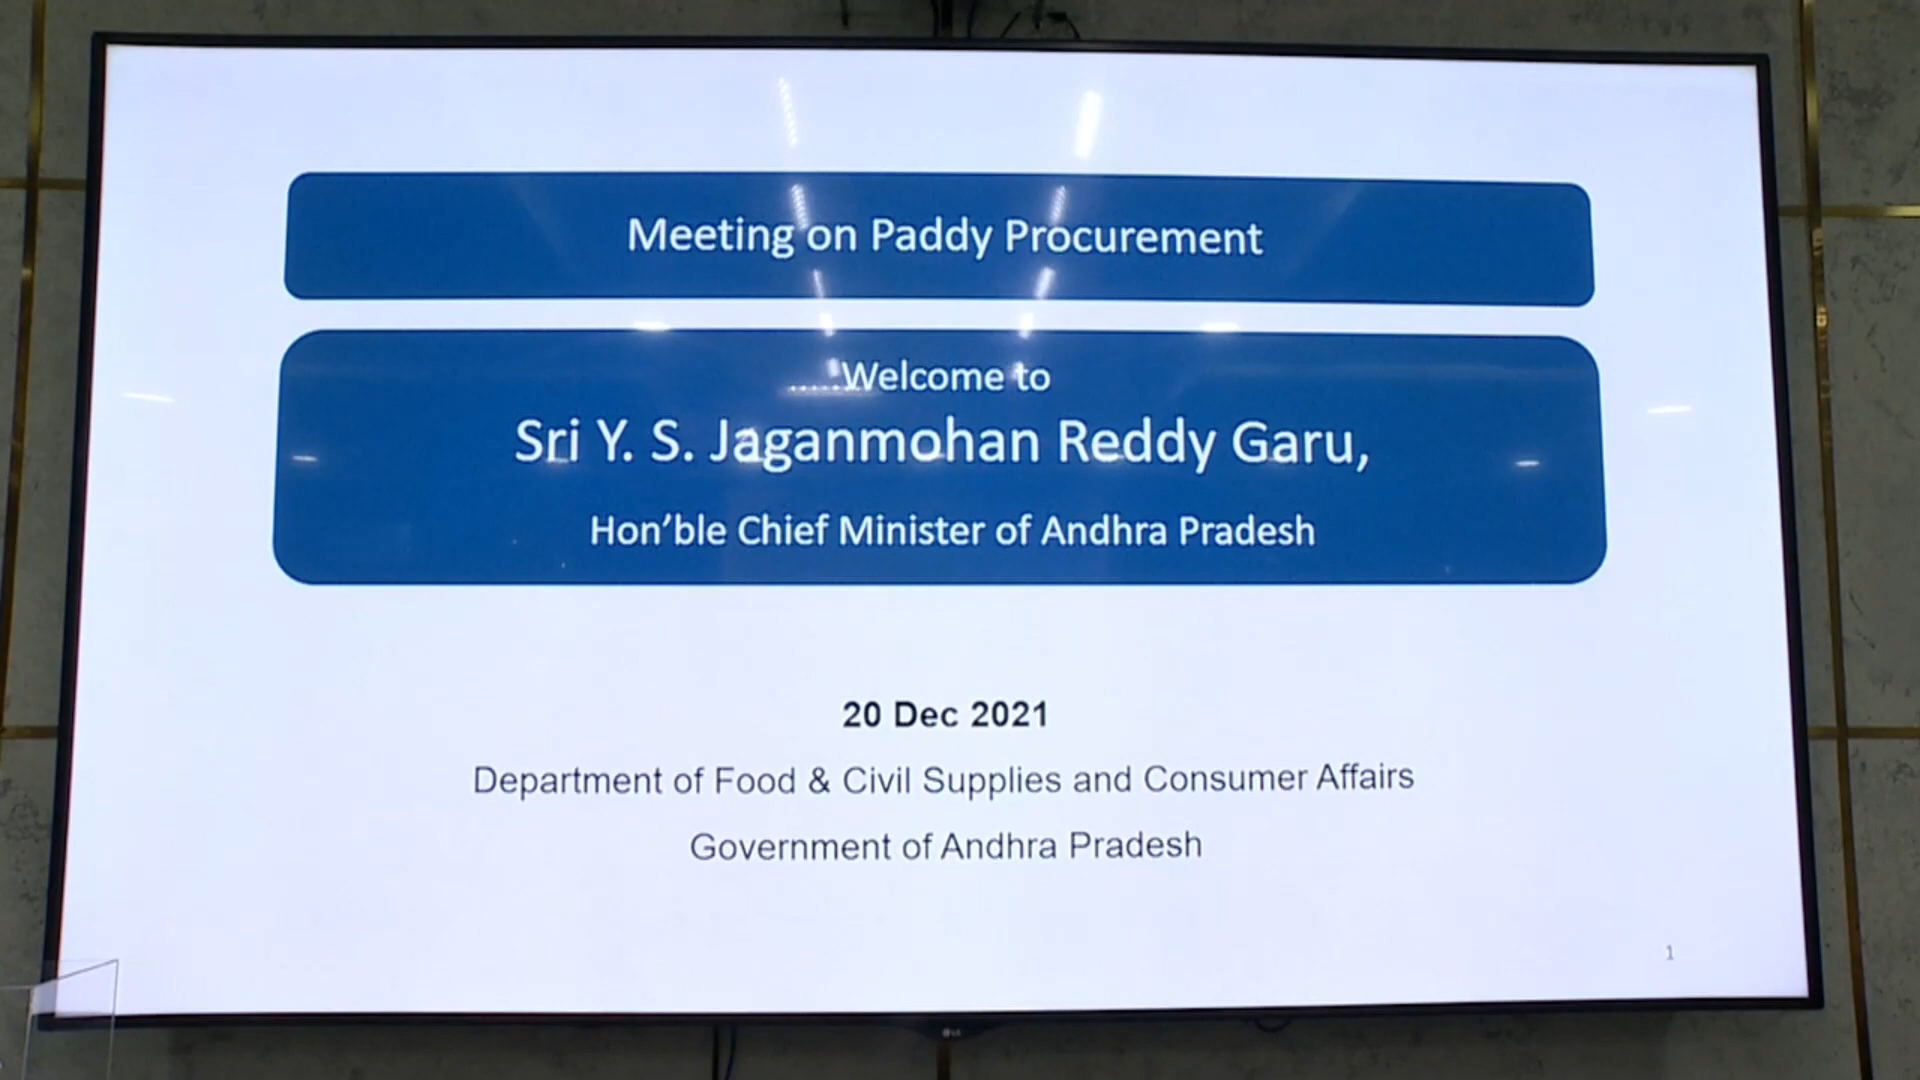 Meeting on Paddy Procurement
Welcome to
Sri Y. S. Jaganmohan Reddy Garu,
Hon'ble Chief Minister of Andhra Pradesh
20 Dec 2021
Department of Food & Civil Supplies and Consumer Affairs
Government of Andhra Pradesh
1
LG